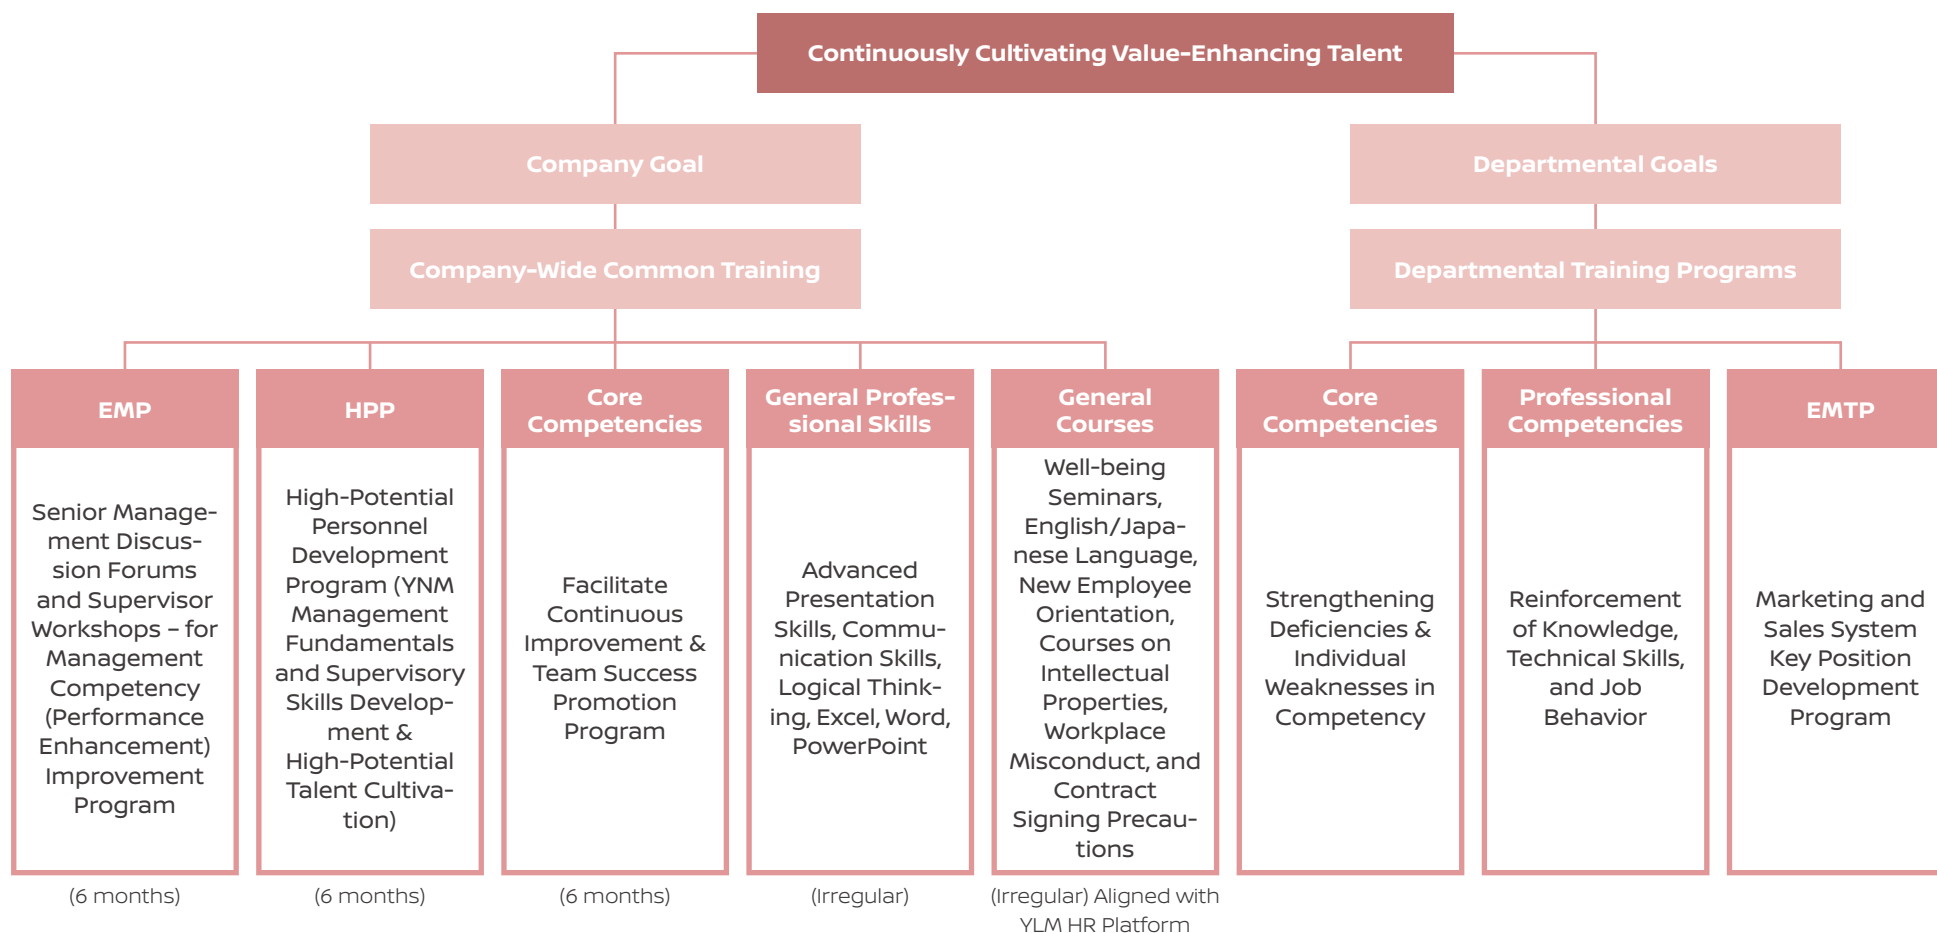 Continuously Cultivating Value-Enhancing Talent
Company Goal
Departmental Goals
Company-Wide Common Training
Departmental Training Programs
EMP
Senior Manage-
ment Discus-
sion Forums
and Supervisor
Workshops – for
Management
Competency
(Performance
Enhancement)
Improvement
Program
(6 months)
HPP
High-Potential
Personnel
Development
Program (YNM
Management
Fundamentals
and Supervisory
Skills Develop-
ment &
High-Potential
Talent Cultiva-
tion)
(6 months)
Core
Competencies
Facilitate
Continuous
Improvement &
Team Success
Promotion
Program
(6 months)
General Profes-
sional Skills
Advanced
Presentation
Skills, Commu-
nication Skills,
Logical Think-
ing, Excel, Word,
PowerPoint
(Irregular)
General
Courses
Well-being
Seminars,
English/Japa-
nese Language,
New Employee
Orientation,
Courses on
Intellectual
Properties,
Workplace
Misconduct, and
Contract
Signing Precau-
tions
(Irregular) Aligned with
YLM HR Platform
Core
Competencies
Strengthening
Deficiencies &
Individual
Weaknesses in
Competency
Professional
Competencies
Reinforcement
of Knowledge,
Technical Skills,
and Job
Behavior
EMTP
Marketing and
Sales System
Key Position
Development
Program